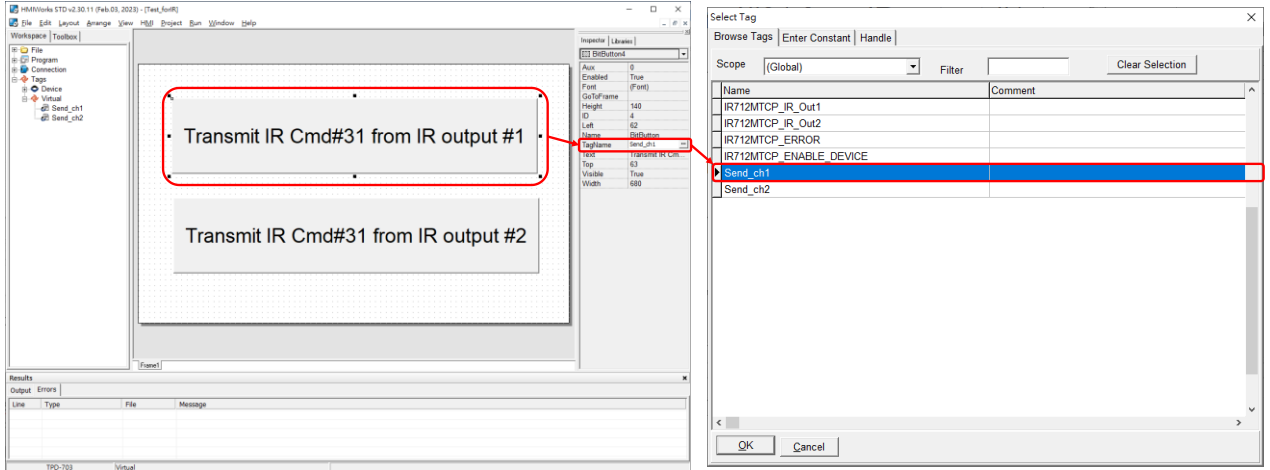 HMIWorks STD v2.30.11 (Feb.03, 2023) - [Test_forIR]
File Edit Layout Arrange View HMI Project Run Window Help
Workspace Toolbox
File
Program
Connection
Tags
Device
Virtual
Send_ch1
Send_ch2
Transmit IR Cmd#31 from IR output #1
Transmit IR Cmd#31 from IR output #2
Frame1
Inspector Libraries
BitButton4
Aux 0
Enabled True
Font (Font)
GoToFrame
Height 140
ID 4
Left 62
Name BitButton
TagName Send_ch1 ...
Text Transmit IR Cm...
Top 63
Visible True
Width 680
Results
Output Errors
Line Type File Message
TPD-703 Virtual
Select Tag
Browse Tags Enter Constant Handle
Scope (Global) Filter Clear Selection
Name Comment
IR712MTCP_IR_Out1
IR712MTCP_IR_Out2
IR712MTCP_ERROR
IR712MTCP_ENABLE_DEVICE
Send_ch1
Send_ch2
OK Cancel